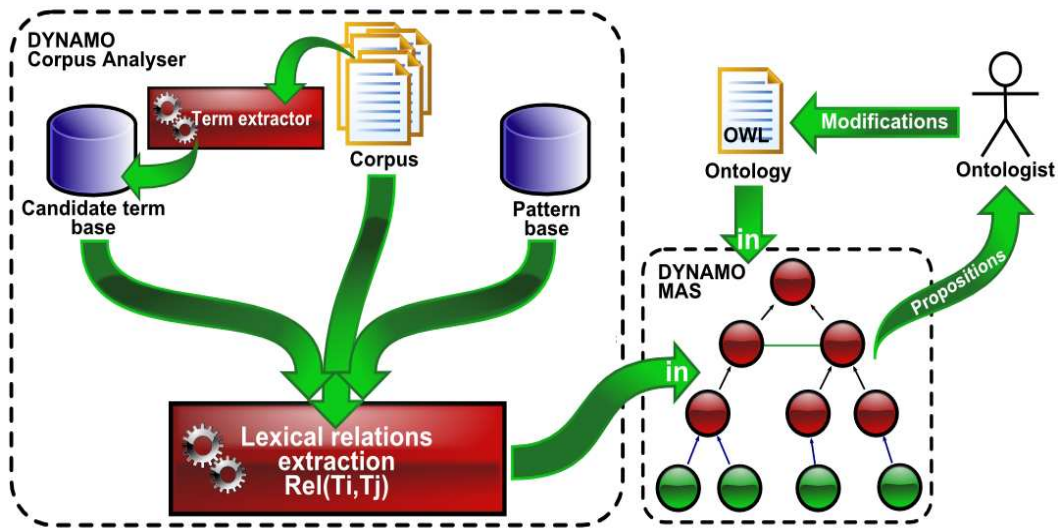 DYNAMO
Corpus Analyser
Term extractor
Corpus
Candidate term
base
Pattern
base
Lexical relations
extraction
Rel(Ti,Tj)
in
OWL
Ontology
Modifications
Ontologist
in
DYNAMO
MAS
Propositions